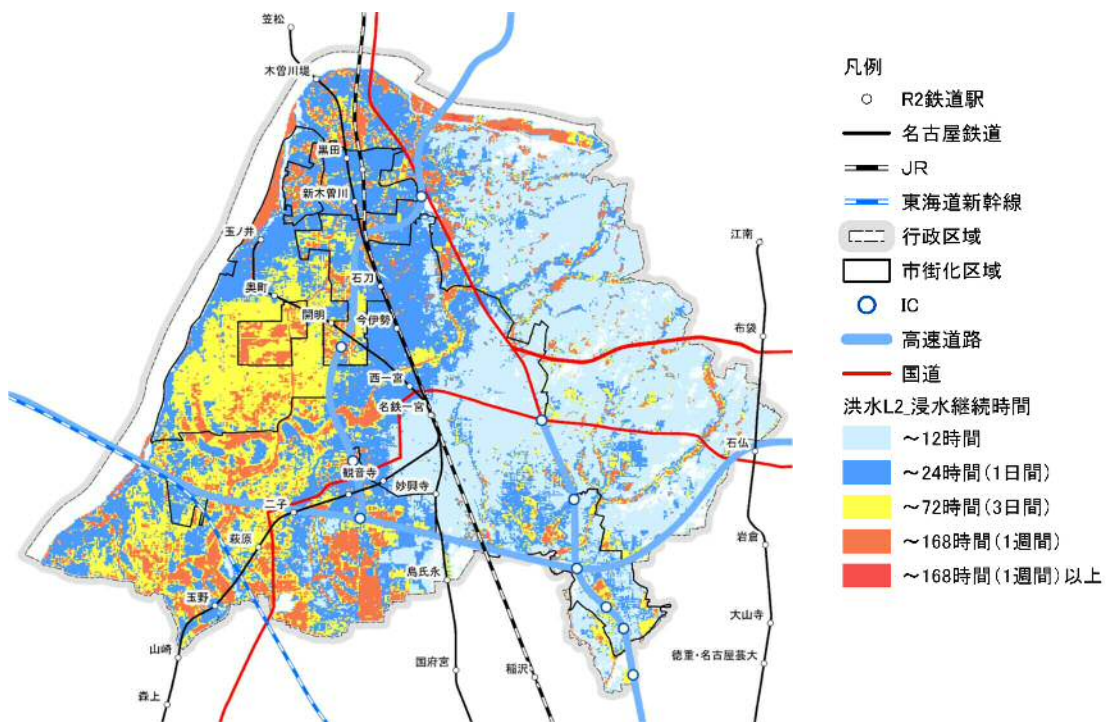 笠松
木曽川堤
黒田
新木曽川
玉ノ井
江南
石刀
奥町
開明
今伊勢
布袋
西一宮
名鉄一宮
石仏
観音寺
妙興寺
二子
萩原
岩倉
島氏永
玉野
大山寺
山崎
国府宮
稲沢
徳重・名古屋芸大
森上
凡例
R2鉄道駅
名古屋鉄道
JR
東海道新幹線
行政区域
市街化区域
IC
高速道路
国道
洪水L2_浸水継続時間
～12時間
～24時間(1日間)
～72時間(3日間)
～168時間(1週間)
～168時間(1週間)以上